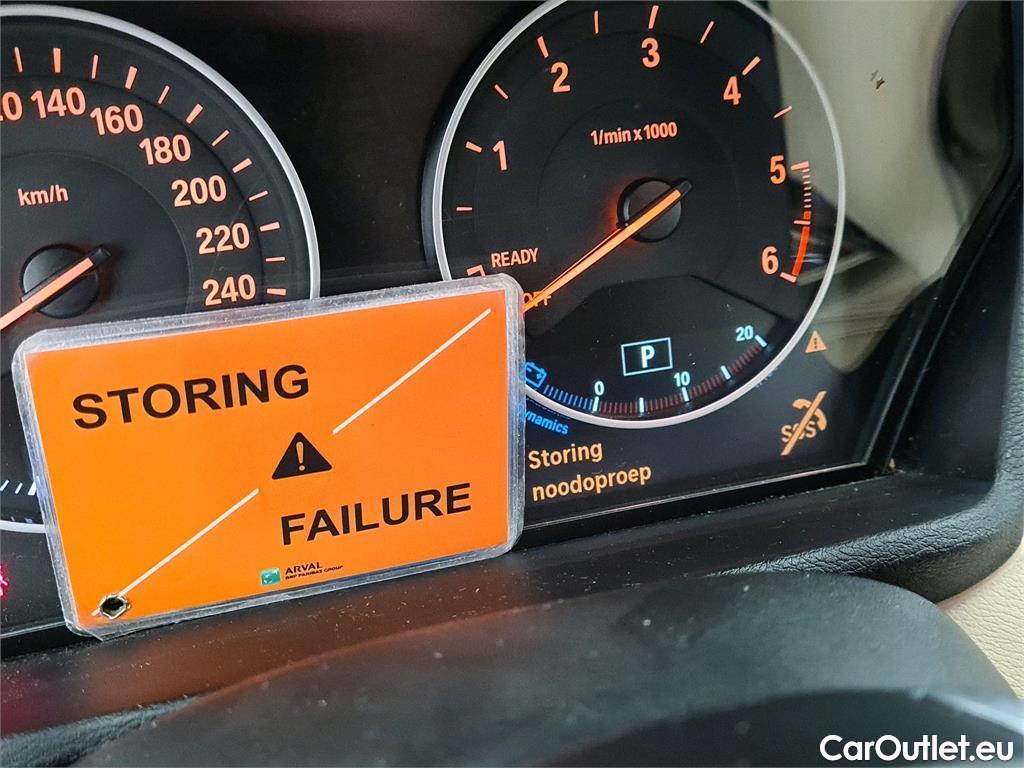 140
160
180
200
220
240
km/h
1
2
3
4
5
6
1/min x 1000
READY
OFF
P
0
10
20
SOS
Storing
noodoproep
STORING
FAILURE
ARVAL
BNP PARIBAS GROUP
CarOutlet.eu